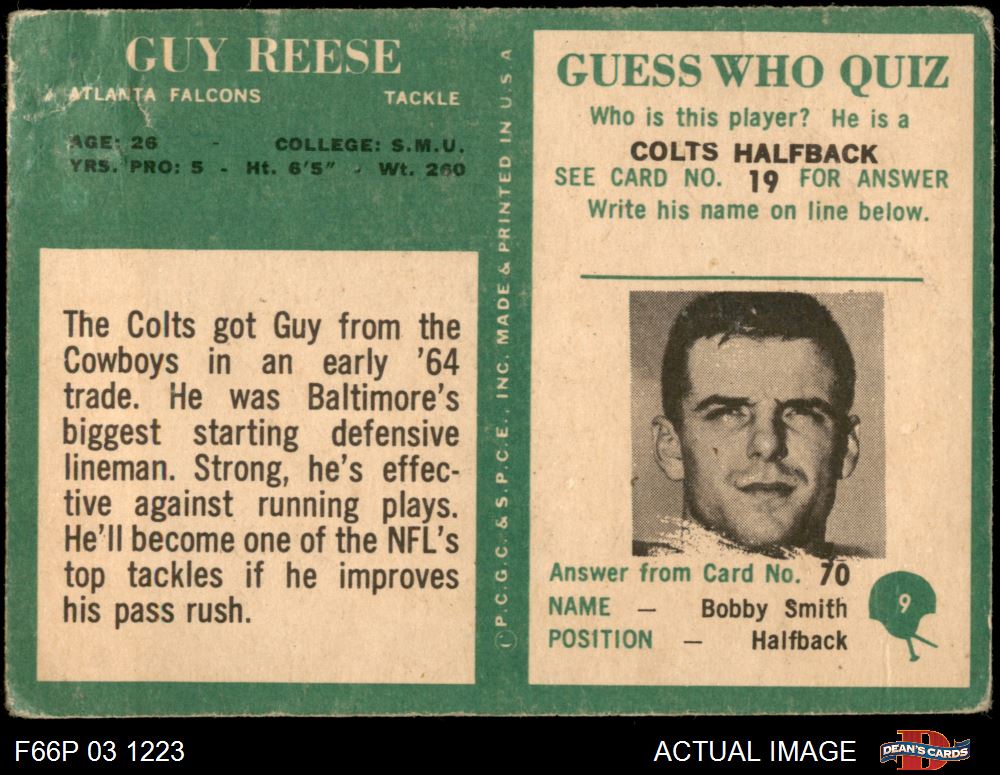 GUY REESE
ATLANTA FALCONS TACKLE
AGE: 26 - COLLEGE: S.M.U.
YRS. PRO: 5 - Ht. 6'5" - Wt. 260
The Colts got Guy from the
Cowboys in an early '64
trade. He was Baltimore's
biggest starting defensive
lineman. Strong, he's effec-
tive against running plays.
He'll become one of the NFL's
top tackles if he improves
his pass rush.
©P.C.G.C. & S.P.C.E., INC. MADE & PRINTED IN U.S.A
GUESS WHO QUIZ
Who is this player? He is a
COLTS HALFBACK
SEE CARD NO. 19 FOR ANSWER
Write his name on line below.
Answer from Card No. 70
NAME — Bobby Smith
POSITION — Halfback
9
F66P 03 1223
ACTUAL IMAGE
D
DEAN'S CARDS